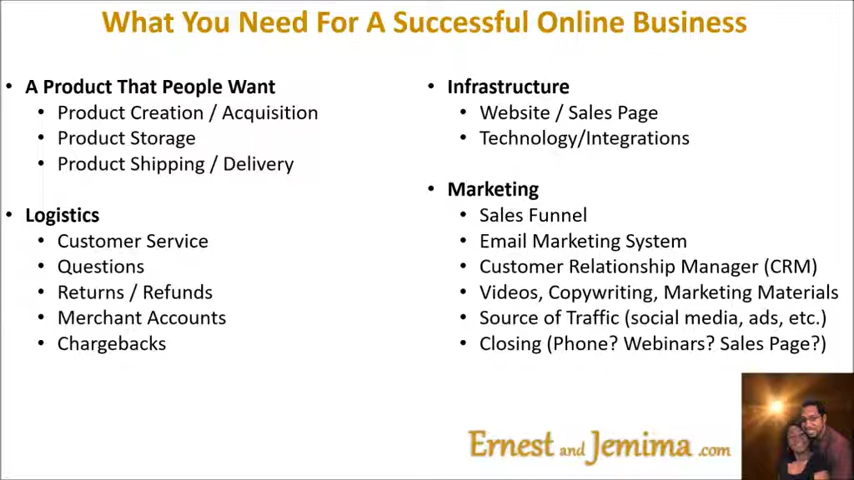 What You Need For A Successful Online Business
• A Product That People Want
• Product Creation / Acquisition
• Product Storage
• Product Shipping / Delivery
• Logistics
• Customer Service
• Questions
• Returns / Refunds
• Merchant Accounts
• Chargebacks
• Infrastructure
• Website / Sales Page
• Technology/Integrations
• Marketing
• Sales Funnel
• Email Marketing System
• Customer Relationship Manager (CRM)
• Videos, Copywriting, Marketing Materials
• Source of Traffic (social media, ads, etc.)
• Closing (Phone? Webinars? Sales Page?)
Ernest and Jemima .com